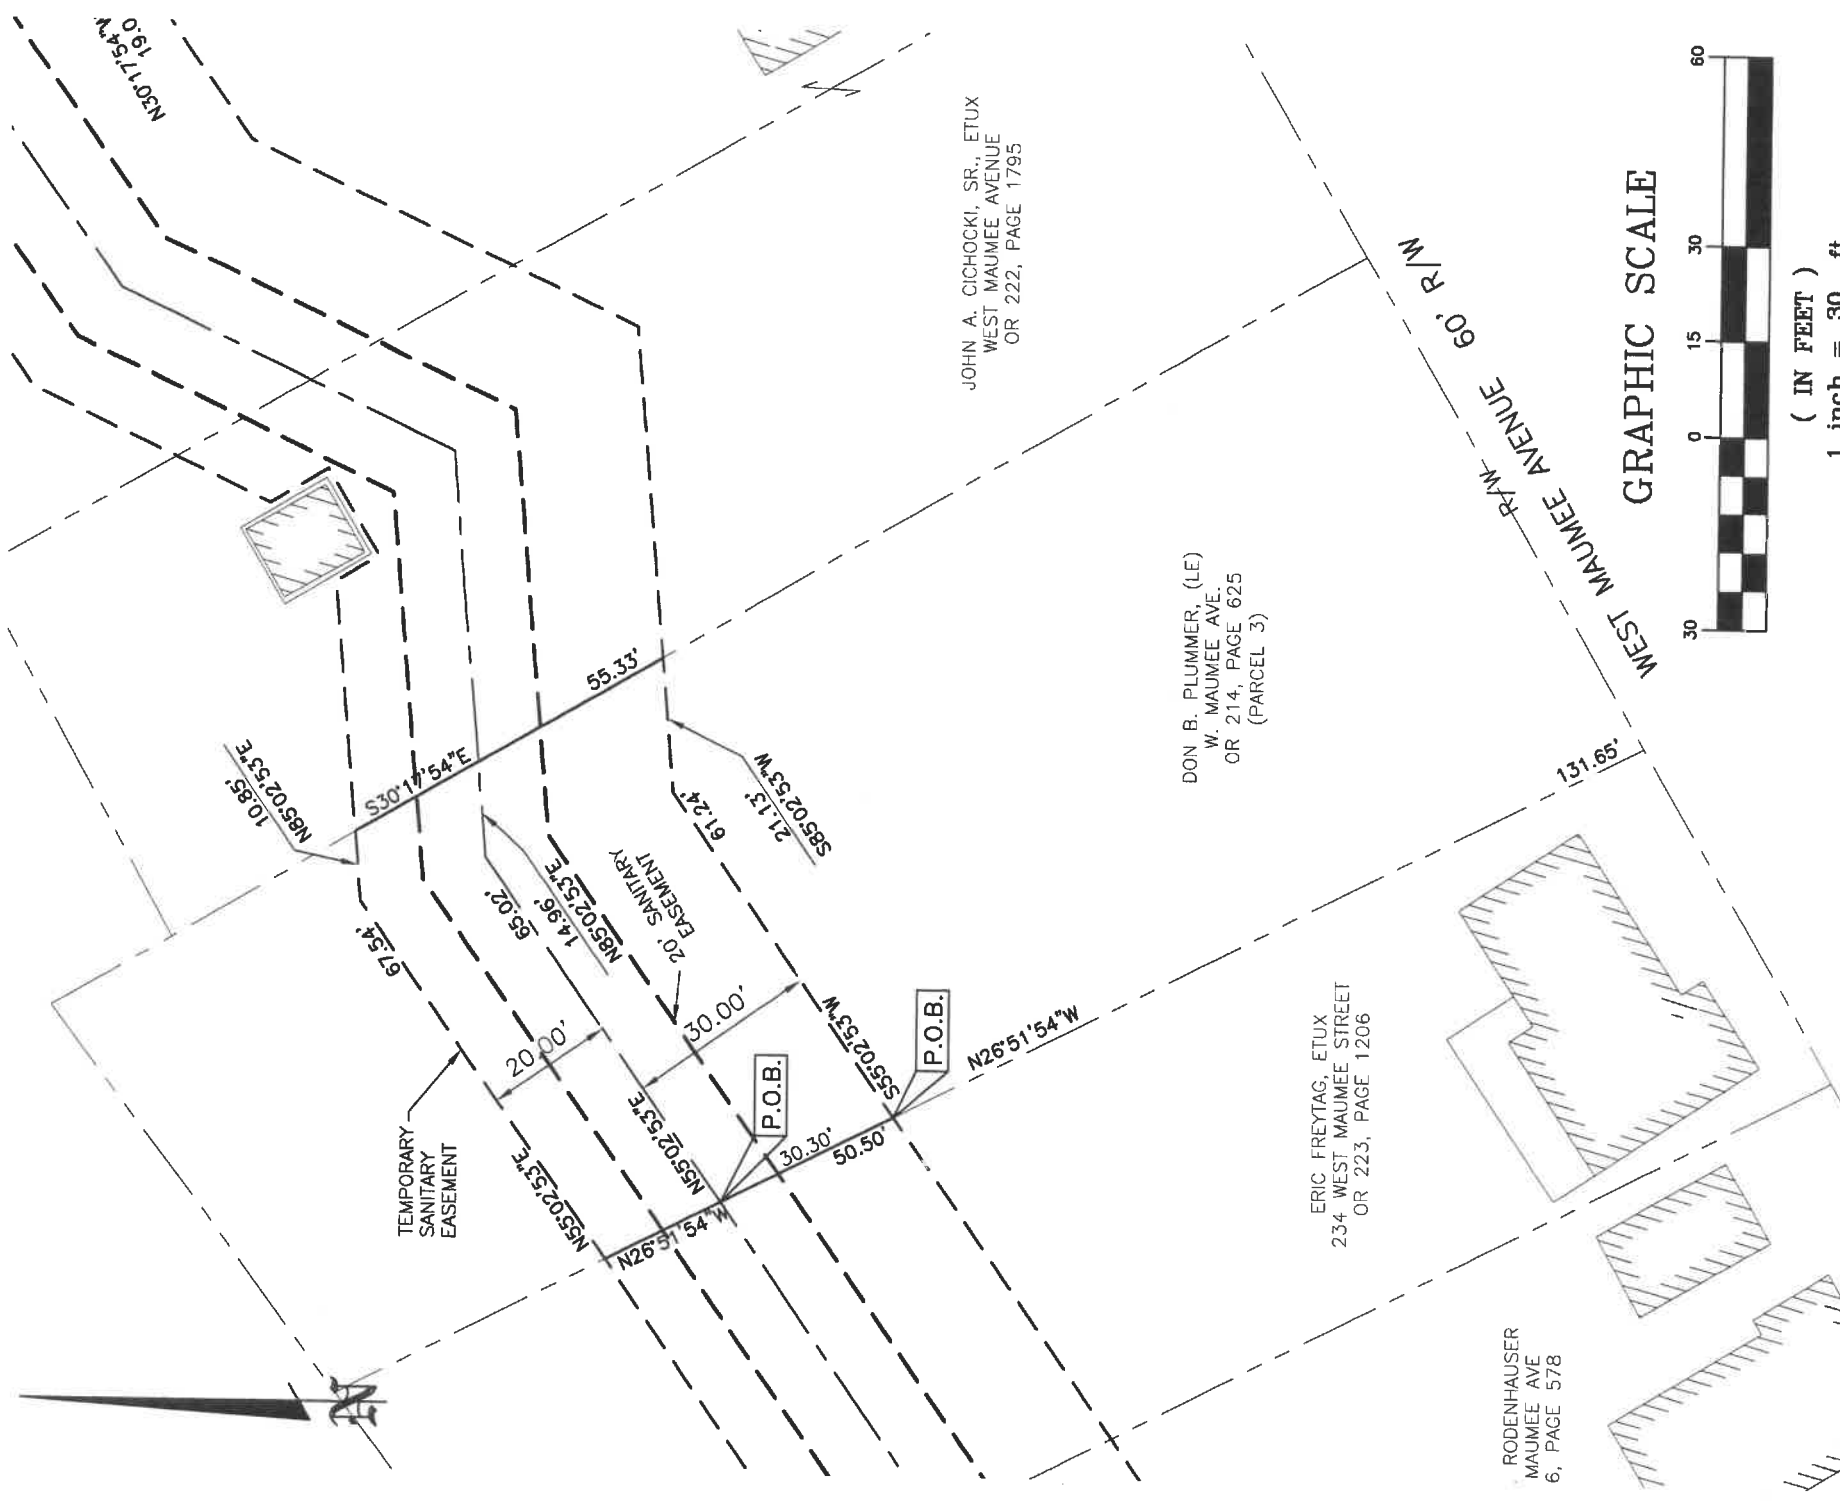 N30°17'54"W
19.0
JOHN A. CICHOCKI, SR., ETUX
WEST MAUMEE AVENUE
OR 222, PAGE 1795
55.33'
S30°17'54"E
10.85'
N85°02'53"E
67.54'
65.02'
14.96'
N85°02'53"E
20' SANITARY
EASEMENT
61.24'
21.13'
S85°02'53"W
20.00'
30.00'
TEMPORARY
SANITARY
EASEMENT
N55°02'53"E
N55°02'53"E
S55°02'53"W
P.O.B.
P.O.B.
N26°51'54"W
30.30'
50.50'
N26°51'54"W
131.65'
DON B. PLUMMER, (LE)
W. MAUMEE AVE.
OR 214, PAGE 625
(PARCEL 3)
ERIC FREYTAG, ETUX
234 WEST MAUMEE STREET
OR 223, PAGE 1206
RODENHAUSER
MAUMEE AVE
6, PAGE 578
WEST MAUMEE AVENUE 60' R/W
R/W
N
GRAPHIC SCALE
30 0 15 30 60
( IN FEET )
1 inch = 30 ft.